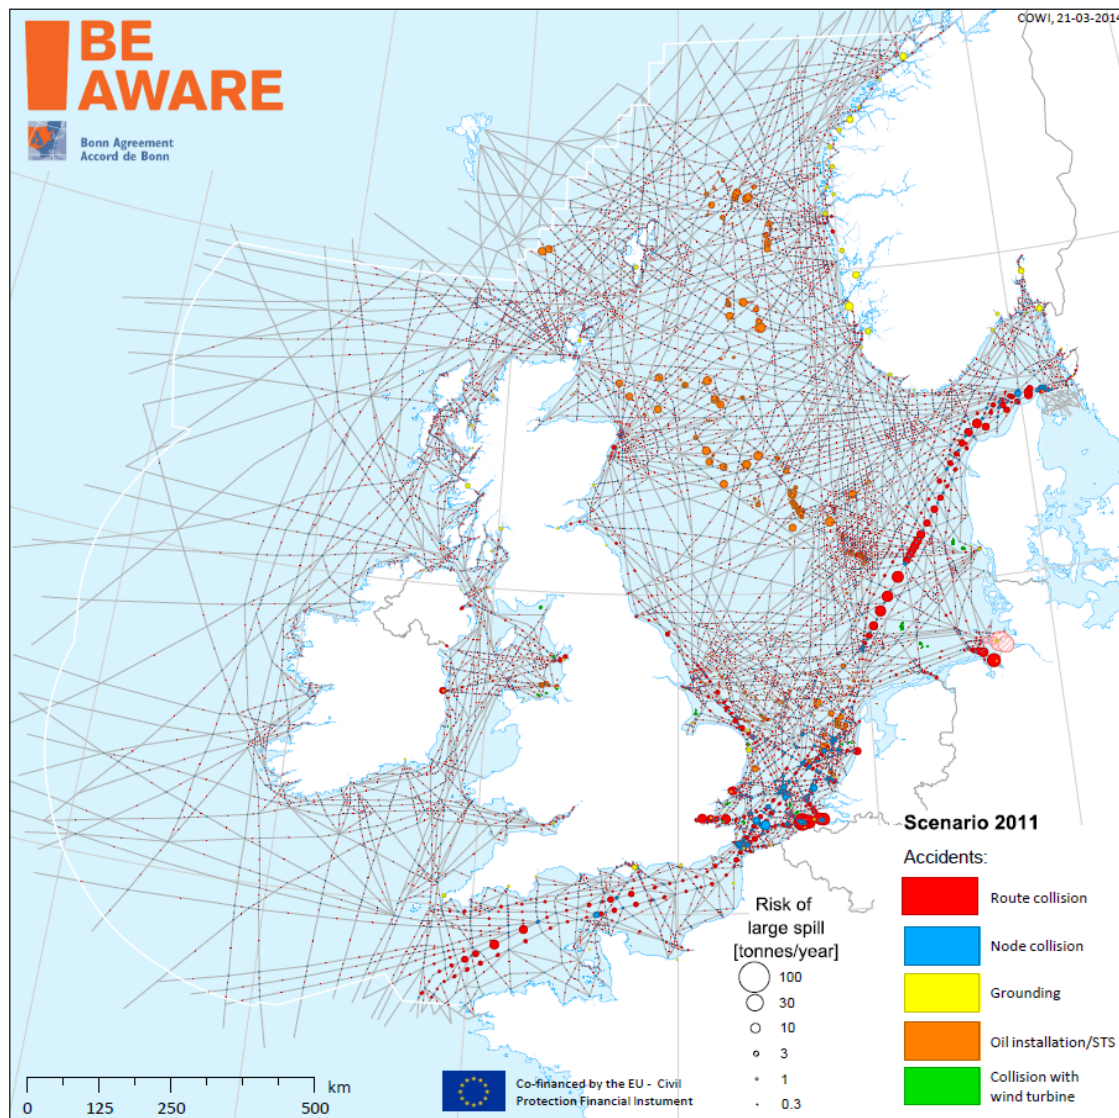 COWI, 21-03-2014
BE
AWARE
Bonn Agreement
Accord de Bonn
Scenario 2011
Accidents:
Route collision
Node collision
Grounding
Oil installation/STS
Collision with
wind turbine
Risk of
large spill
[tonnes/year]
100
30
10
3
1
0.3
km
0 125 250 500
Co-financed by the EU - Civil
Protection Financial Instument